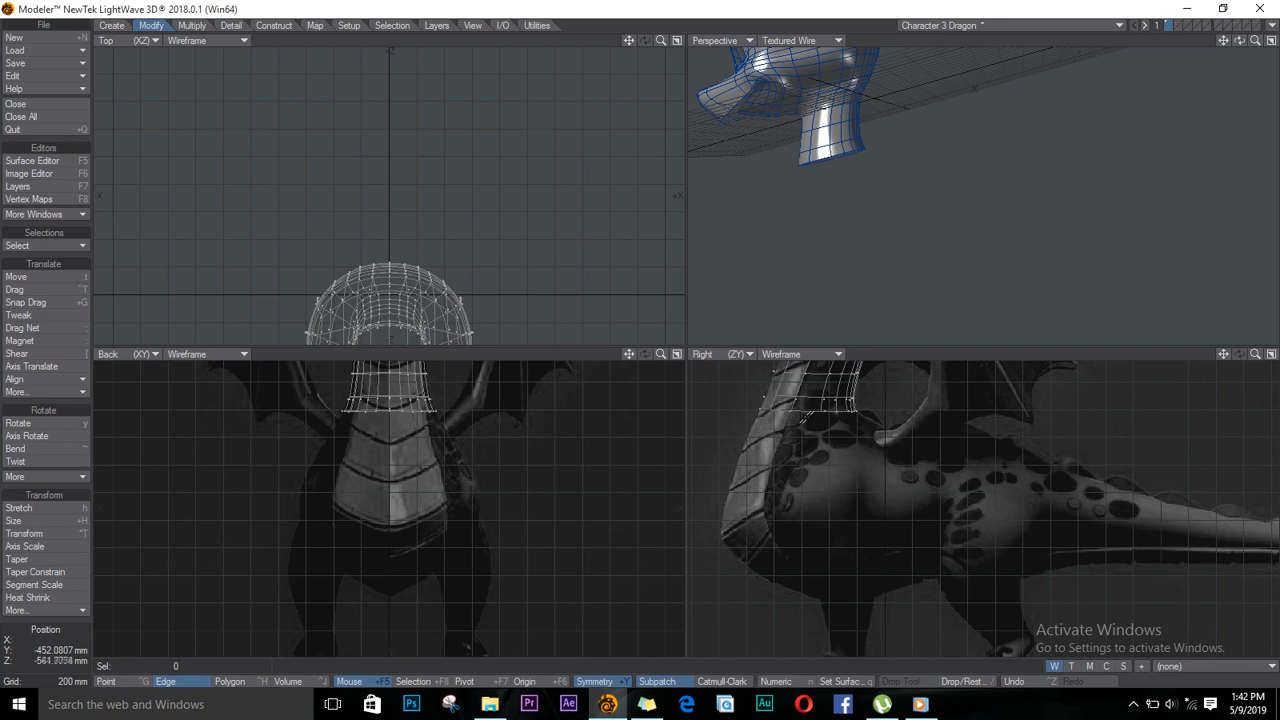 Modeler™ NewTek LightWave 3D® 2018.0.1 (Win64)
File
Create Modify Multiply Detail Construct Map Setup Selection Layers View I/O Utilities
Character 3 Dragon * 1
New +N
Load
Save
Edit
Help
Close
Close All
Quit +Q
Editors
Surface Editor F5
Image Editor F6
Layers F7
Vertex Maps F8
More Windows
Selections
Select
Translate
Move t
Drag ^T
Snap Drag +G
Tweak
Drag Net ;
Magnet :
Shear [
Axis Translate
Align
More...
Rotate
Rotate y
Axis Rotate
Bend ~
Twist
More
Transform
Stretch h
Size +H
Transform ^T
Axis Scale
Taper
Taper Constrain
Segment Scale
Heat Shrink
More...
Position
X:
Y: -452.0807 mm
Z: mm
Grid: 200 mm
Top (XZ) Wireframe
Perspective Textured Wire
Back (XY) Wireframe
Right (ZY) Wireframe
X +X
+Z
X
Activate Windows
Go to Settings to activate Windows.
Sel: 0
W T M C S + (none)
Point ^G Edge Polygon ^H Volume ^J Mouse +F5 Selection +F8 Pivot +F7 Origin +F6 Symmetry +Y Subpatch Catmull-Clark Numeric n Set Surfac... q Drop Tool Drop/Rest... / Undo ^Z Redo
Search the web and Windows
1:42 PM
5/9/2019